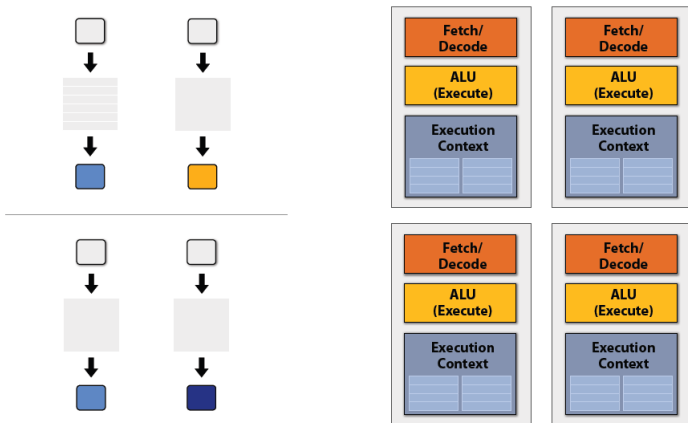 Fetch/
Decode
ALU
(Execute)
Execution
Context
Fetch/
Decode
ALU
(Execute)
Execution
Context
Fetch/
Decode
ALU
(Execute)
Execution
Context
Fetch/
Decode
ALU
(Execute)
Execution
Context